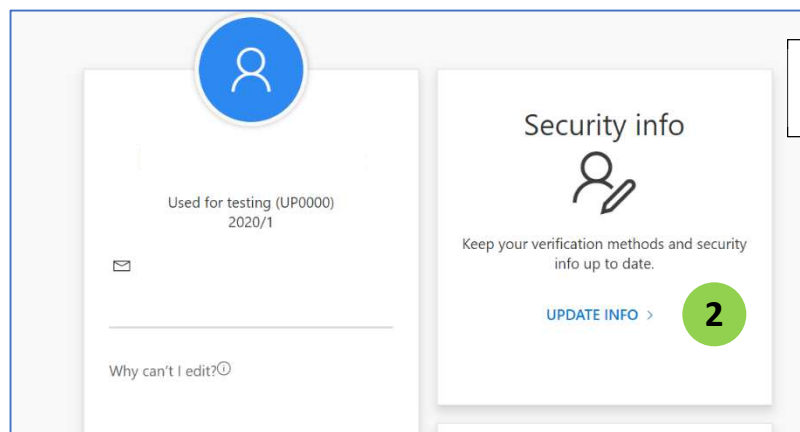 Used for testing (UP0000)
2020/1
Why can't I edit?
Security info
Keep your verification methods and security
info up to date.
UPDATE INFO >
2